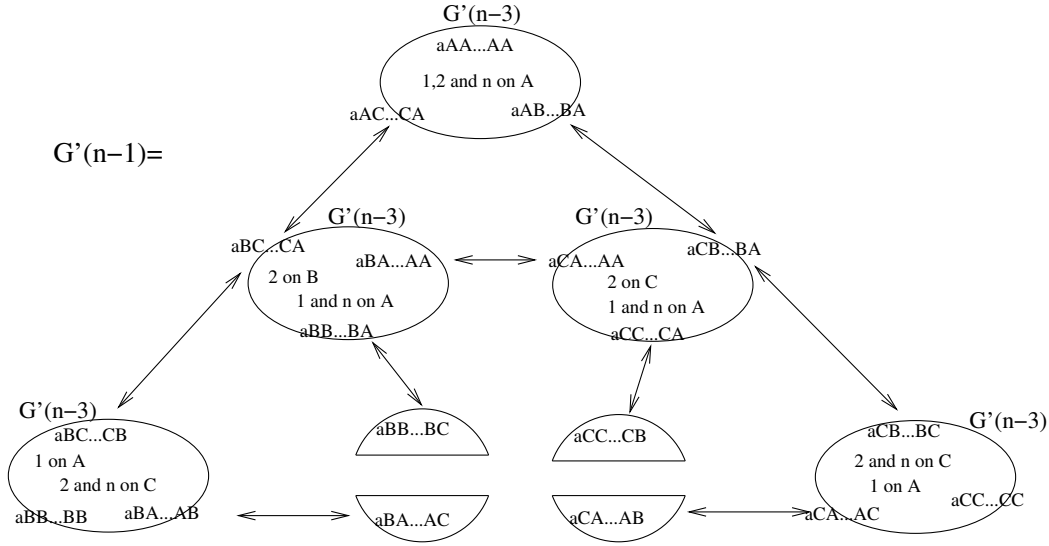 G'(n−3)
aAA...AA
1,2 and n on A
aAC...CA
aAB...BA
G'(n−1)=
G'(n−3)
G'(n−3)
aBC...CA
aBA...AA
2 on B
1 and n on A
aBB...BA
aCB...BA
aCA...AA
2 on C
1 and n on A
aCC...CA
G'(n−3)
aBC...CB
1 on A
2 and n on C
aBB...BB
aBA...AB
aBB...BC
aBA...AC
aCC...CB
aCA...AB
G'(n−3)
aCB...BC
2 and n on C
1 on A
aCC...CC
aCA...AC